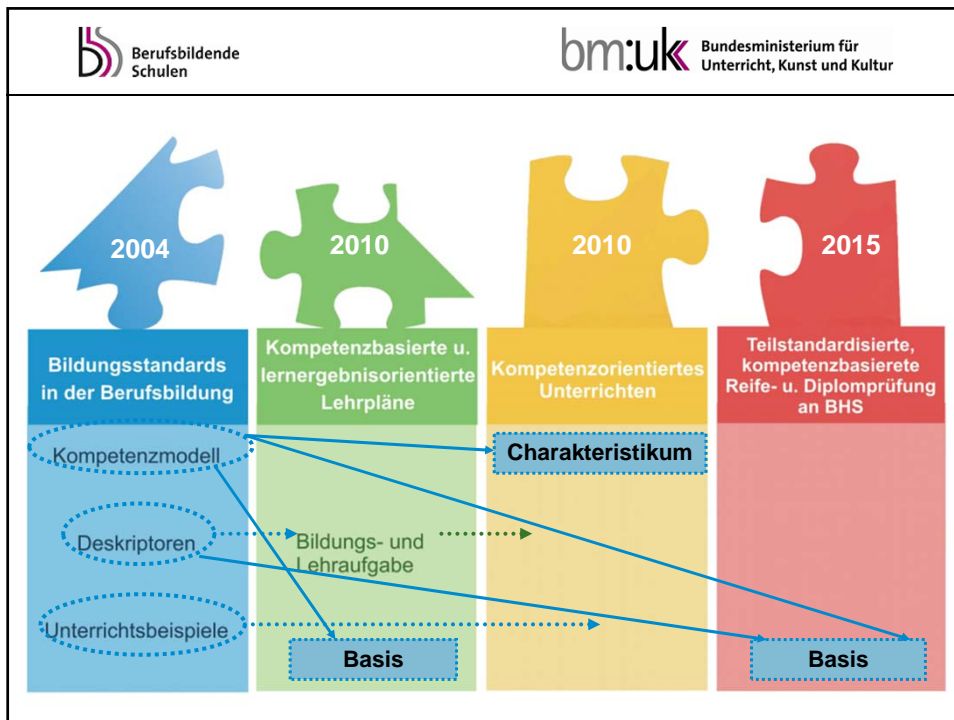 Berufsbildende
Schulen
bm:uk
Bundesministerium für
Unterricht, Kunst und Kultur
2004
2010
2010
2015
Bildungsstandards
in der Berufsbildung
Kompetenzbasierte u.
lernergebnisorientierte
Lehrpläne
Kompetenzorientiertes
Unterrichten
Teilstandardisierte,
kompetenzbasierete
Reife- u. Diplomprüfung
an BHS
Kompetenzmodell
Charakteristikum
Deskriptoren
Bildungs- und
Lehraufgabe
Unterrichtsbeispiele
Basis
Basis